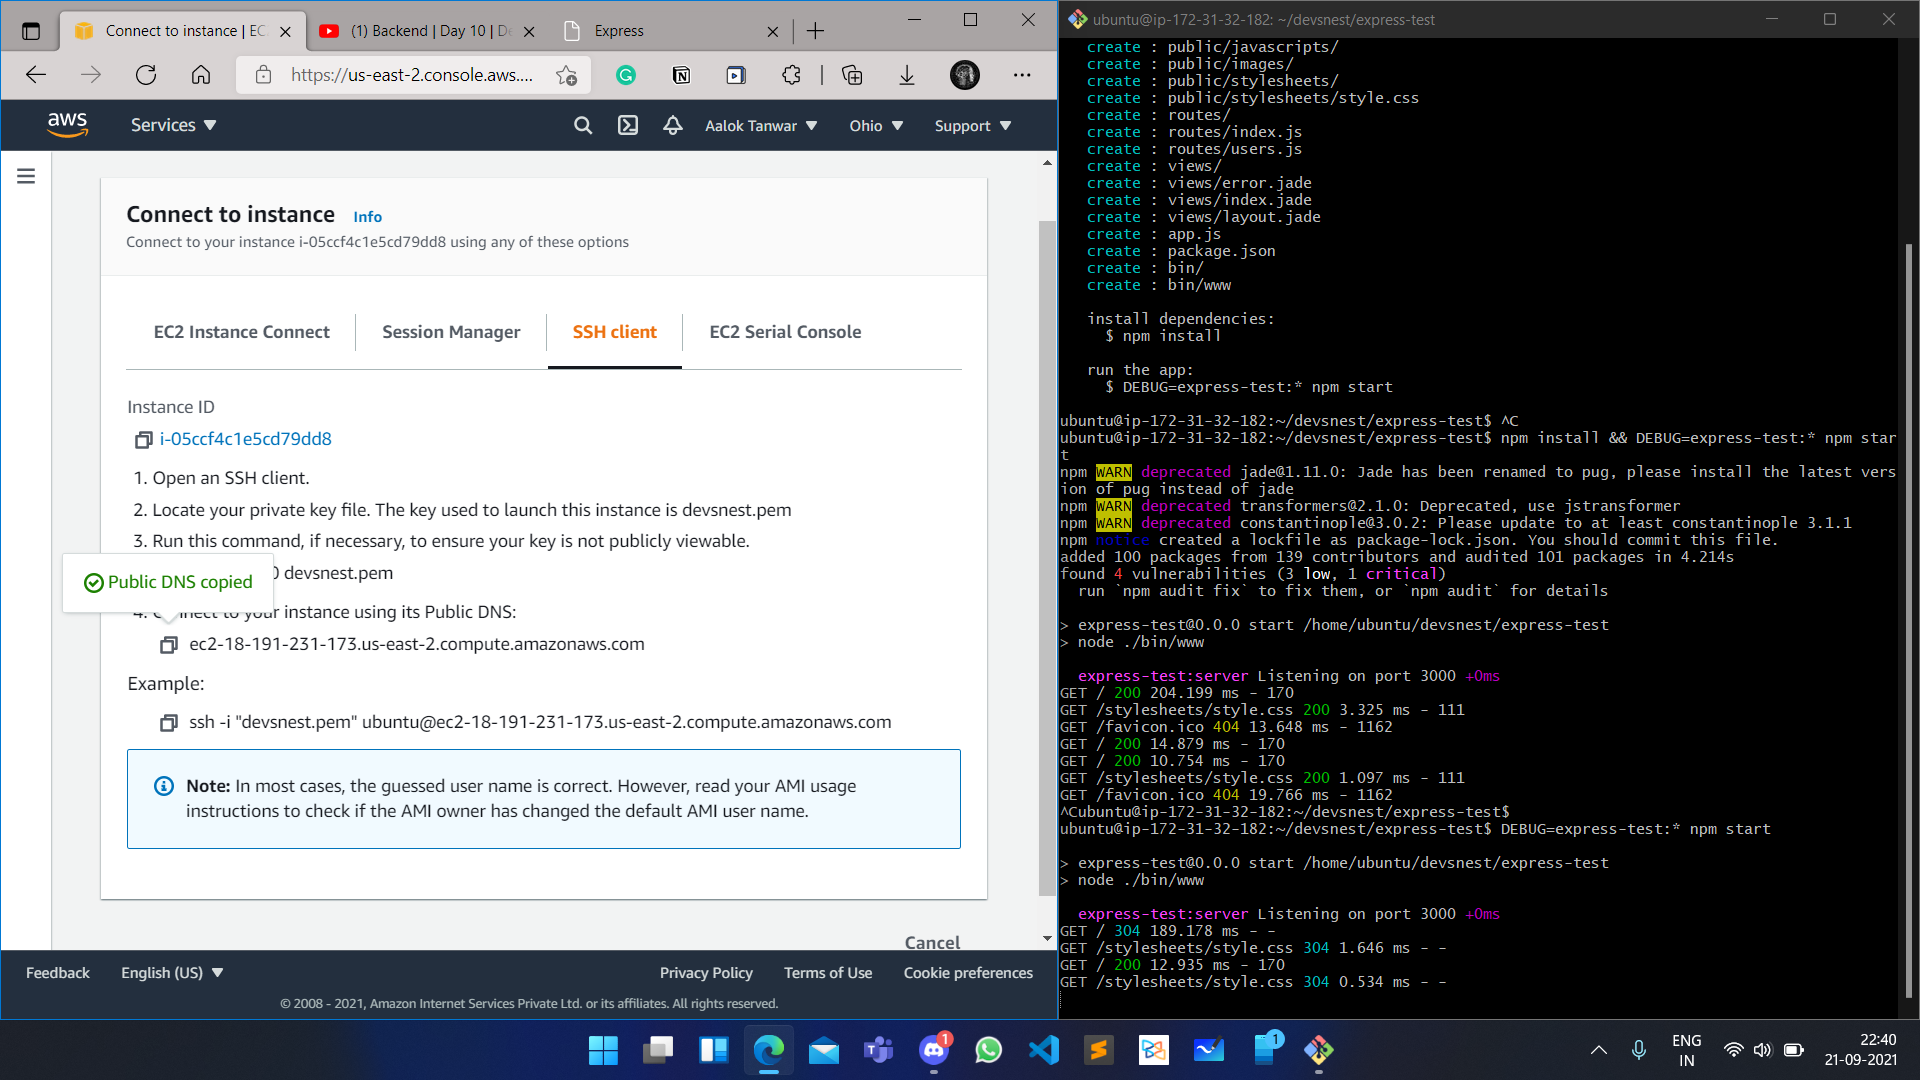 Connect to instance | EC
(1) Backend | Day 10 | De
Express
https://us-east-2.console.aws....
aws
Services
Aalok Tanwar
Ohio
Support
Connect to instance Info
Connect to your instance i-05ccf4c1e5cd79dd8 using any of these options
EC2 Instance Connect
Session Manager
SSH client
EC2 Serial Console
Instance ID
i-05ccf4c1e5cd79dd8
1. Open an SSH client.
2. Locate your private key file. The key used to launch this instance is devsnest.pem
3. Run this command, if necessary, to ensure your key is not publicly viewable.
devsnest.pem
Public DNS copied
your instance using its Public DNS:
ec2-18-191-231-173.us-east-2.compute.amazonaws.com
Example:
ssh -i "devsnest.pem" ubuntu@ec2-18-191-231-173.us-east-2.compute.amazonaws.com
Note: In most cases, the guessed user name is correct. However, read your AMI usage
instructions to check if the AMI owner has changed the default AMI user name.
Cancel
Feedback
English (US)
Privacy Policy
Terms of Use
Cookie preferences
© 2008 - 2021, Amazon Internet Services Private Ltd. or its affiliates. All rights reserved.
ubuntu@ip-172-31-32-182: ~/devsnest/express-test
create : public/javascripts/
create : public/images/
create : public/stylesheets/
create : public/stylesheets/style.css
create : routes/
create : routes/index.js
create : routes/users.js
create : views/
create : views/error.jade
create : views/index.jade
create : views/layout.jade
create : app.js
create : package.json
create : bin/
create : bin/www
install dependencies:
$ npm install
run the app:
$ DEBUG=express-test:* npm start
ubuntu@ip-172-31-32-182:~/devsnest/express-test$ ^C
ubuntu@ip-172-31-32-182:~/devsnest/express-test$ npm install && DEBUG=express-test:* npm star
t
npm WARN deprecated jade@1.11.0: Jade has been renamed to pug, please install the latest vers
ion of pug instead of jade
npm WARN deprecated transformers@2.1.0: Deprecated, use jstransformer
npm WARN deprecated constantinople@3.0.2: Please update to at least constantinople 3.1.1
npm notice created a lockfile as package-lock.json. You should commit this file.
added 100 packages from 139 contributors and audited 101 packages in 4.214s
found 4 vulnerabilities (3 low, 1 critical)
run `npm audit fix` to fix them, or `npm audit` for details
> express-test@0.0.0 start /home/ubuntu/devsnest/express-test
> node ./bin/www
express-test:server Listening on port 3000 +0ms
GET / 200 204.199 ms - 170
GET /stylesheets/style.css 200 3.325 ms - 111
GET /favicon.ico 404 13.648 ms - 1162
GET / 200 14.879 ms - 170
GET / 200 10.754 ms - 170
GET /stylesheets/style.css 200 1.097 ms - 111
GET /favicon.ico 404 19.766 ms - 1162
^Cubuntu@ip-172-31-32-182:~/devsnest/express-test$
ubuntu@ip-172-31-32-182:~/devsnest/express-test$ DEBUG=express-test:* npm start
> express-test@0.0.0 start /home/ubuntu/devsnest/express-test
> node ./bin/www
express-test:server Listening on port 3000 +0ms
GET / 304 189.178 ms - -
GET /stylesheets/style.css 304 1.646 ms - -
GET / 200 12.935 ms - 170
GET /stylesheets/style.css 304 0.534 ms - -
1
1
ENG
IN
22:40
21-09-2021